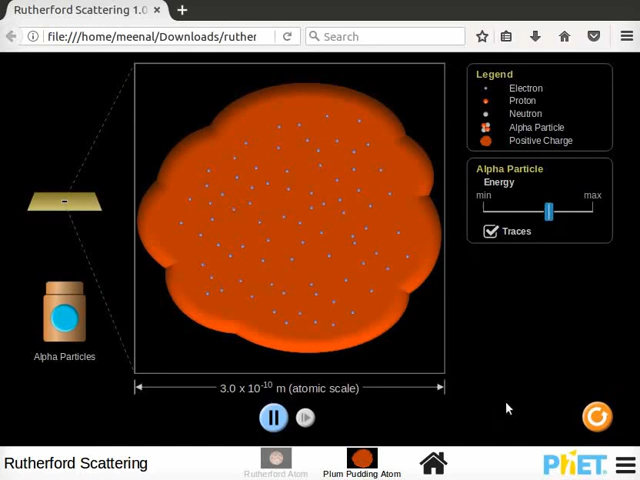 Rutherford Scattering 1.0
file:///home/meenal/Downloads/ruther
Search
Legend
Electron
Proton
Neutron
Alpha Particle
Positive Charge
Alpha Particle
Energy
min max
Traces
Alpha Particles
3.0 x 10⁻¹⁰ m (atomic scale)
Rutherford Scattering
Rutherford Atom
Plum Pudding Atom
PhET